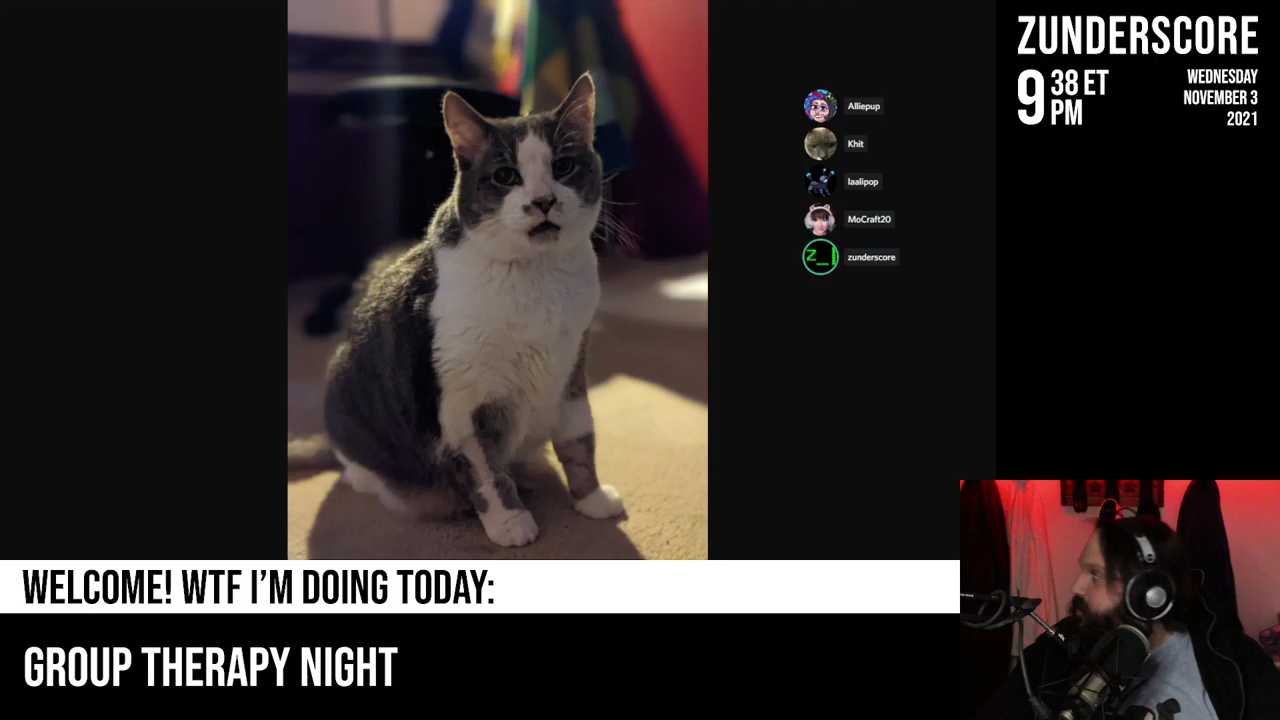 ZUNDERSCORE
9 38 ET PM
WEDNESDAY
NOVEMBER 3
2021
Alliepup
Khit
laalipop
MoCraft20
z_
zunderscore
WELCOME! WTF I'M DOING TODAY:
GROUP THERAPY NIGHT